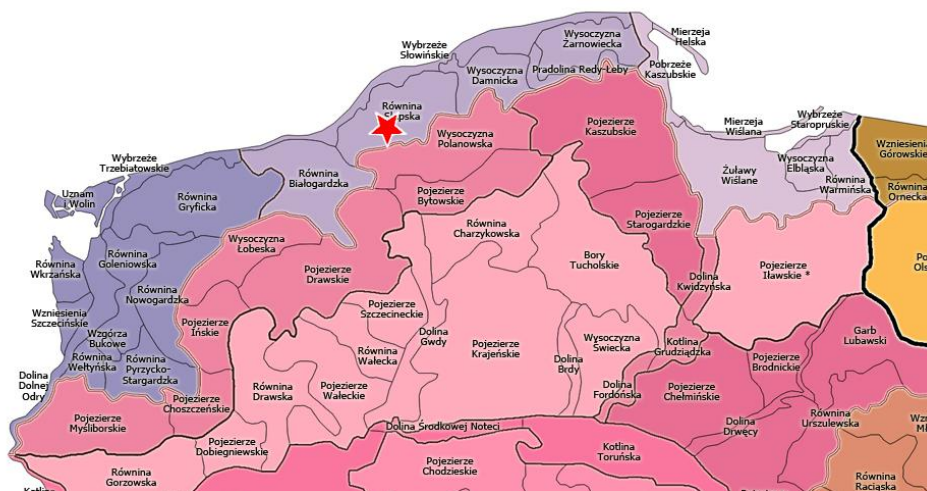 Mierzeja
Helska
Wysoczyzna
Żarnowiecka
Wybrzeże
Słowińskie
Wysoczyzna
Damnicka
Pradolina Redy-Łeby
Pobrzeże
Kaszubskie
Równina
Słupska
Wysoczyzna
Polanowska
Pojezierze
Kaszubskie
Mierzeja
Wiślana
Wybrzeże
Staropruskie
Wzniesienia
Górowskie
Wybrzeże
Trzebiatowskie
Równina
Białogardzka
Pojezierze
Bytowskie
Żuławy
Wiślane
Wysoczyzna
Elbląska
Równina
Warmińska
Równina
Ornecka
Uznam
i Wolin
Równina
Gryficka
Równina
Charzykowska
Pojezierze
Starogardzkie
Wysoczyzna
Łobeska
Równina
Goleniowska
Równina
Wkrzańska
Pojezierze
Drawskie
Bory
Tucholskie
Dolina
Kwidzyńska
Pojezierze
Iławskie *
Po
Ols
Równina
Nowogardzka
Wzniesienia
Szczecińskie
Wzgórza
Bukowe
Pojezierze
Ińskie
Pojezierze
Szczecineckie
Dolina
Gwdy
Pojezierze
Krajeńskie
Wysoczyzna
Świecka
Kotlina
Grudziądzka
Garb
Lubawski
Równina
Wełtyńska
Równina
Pyrzycko-
Stargardzka
Równina
Wałecka
Dolina
Brdy
Pojezierze
Brodnickie
Dolina
Dolnej
Odry
Równina
Drawska
Pojezierze
Wałeckie
Dolina
Fordońska
Pojezierze
Chełmińskie
Pojezierze
Choszczeńskie
Pojezierze
Myśliborskie
Dolina Środkowej Noteci
Dolina
Drwęcy
Równina
Urszulewska
Wzn
Mł
Pojezierze
Dobiegniewskie
Równina
Gorzowska
Pojezierze
Chodzieskie
Kotlina
Toruńska
Równina
Raciąska
Kotlina